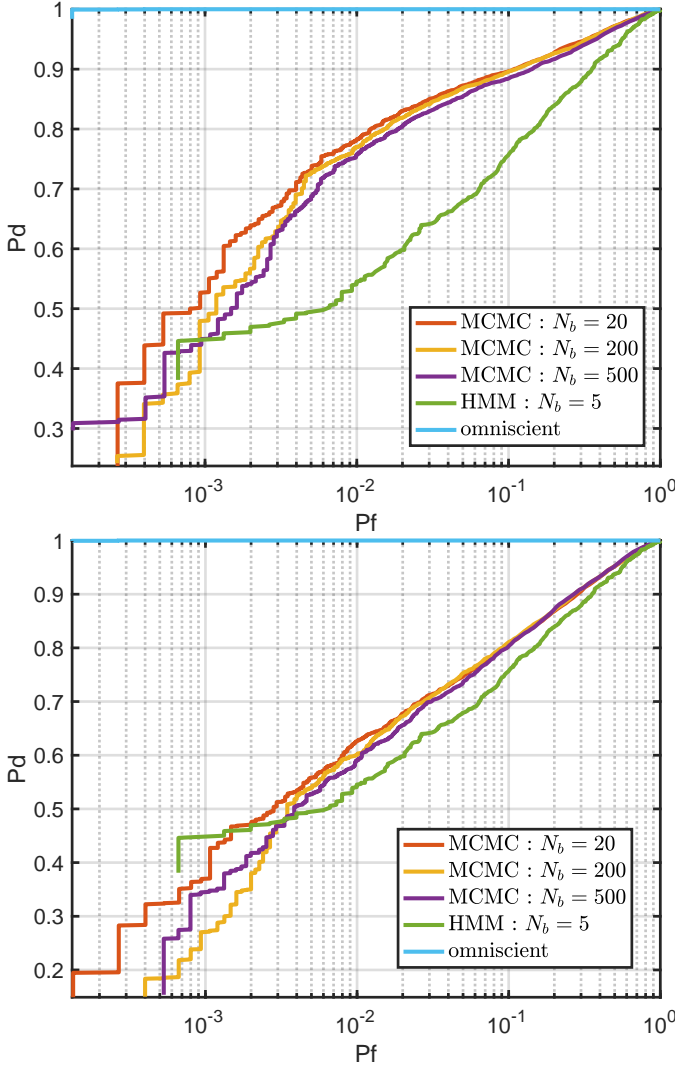 1
0.9
0.8
0.7
0.6
0.5
0.4
0.3
Pd
MCMC : N_b = 20
MCMC : N_b = 200
MCMC : N_b = 500
HMM : N_b = 5
omniscient
10^-3
10^-2
10^-1
10^0
Pf
1
0.9
0.8
0.7
0.6
0.5
0.4
0.3
0.2
Pd
MCMC : N_b = 20
MCMC : N_b = 200
MCMC : N_b = 500
HMM : N_b = 5
omniscient
10^-3
10^-2
10^-1
10^0
Pf